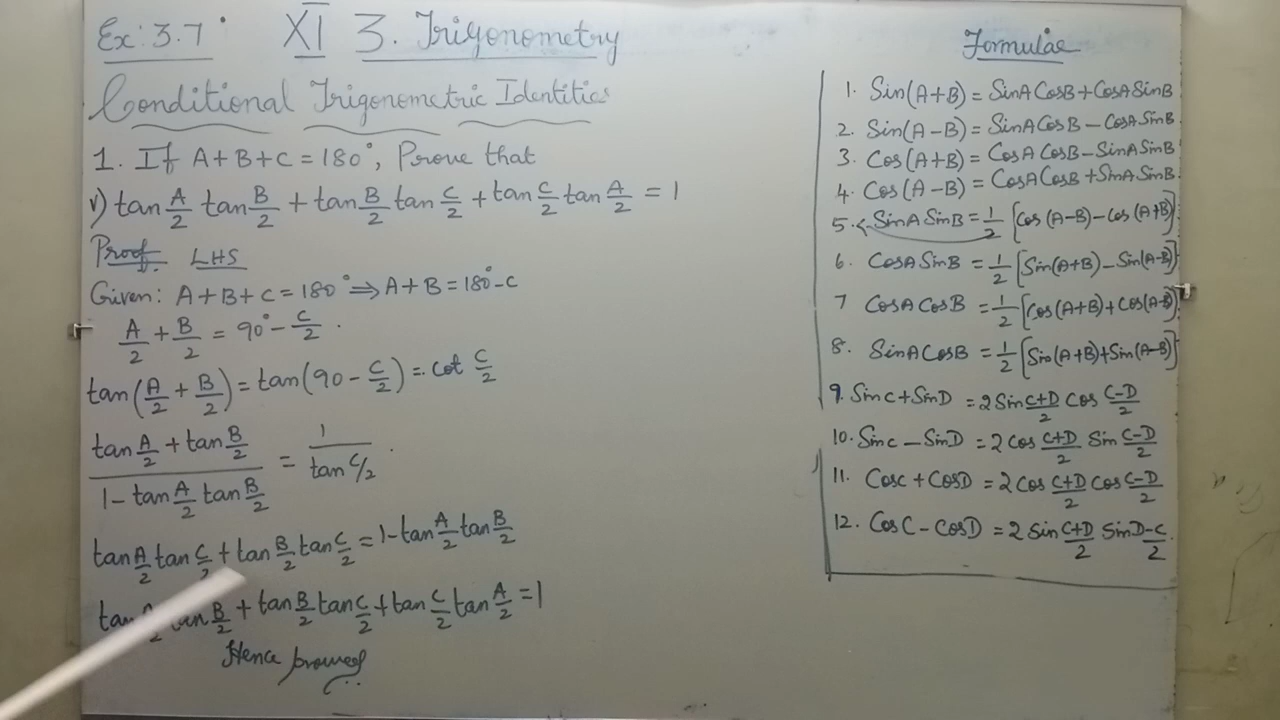 Ex: 3.7 XI 3. Trigonometry
Conditional Trigonometric Identities
1. If A+B+C = 180°, Prove that
v) tan A/2 tan B/2 + tan B/2 tan C/2 + tan C/2 tan A/2 = 1
Proof LHS
Given: A+B+C = 180° ⇒ A+B = 180°-C
A/2 + B/2 = 90° - C/2.
tan(A/2 + B/2) = tan(90 - C/2) = cot C/2
(tan A/2 + tan B/2)/(1 - tan A/2 tan B/2) = 1/(tan C/2).
tan A/2 tan C/2 + tan B/2 tan C/2 = 1 - tan A/2 tan B/2
tan B/2 + tan B/2 tan C/2 + tan C/2 tan A/2 = 1
Hence proved
Formulae
1. Sin(A+B) = SinA CosB + CosA SinB
2. Sin(A-B) = SinA CosB - CosA SinB.
3. Cos(A+B) = CosA CosB - SinA SinB
4. Cos(A-B) = CosA CosB + SinA SinB.
5. SinA SinB = 1/2 [Cos(A-B) - Cos(A+B)]
6. CosA SinB = 1/2 [Sin(A+B) - Sin(A-B)]
7 CosA CosB = 1/2 [Cos(A+B) + Cos(A-B)]
8. SinA CosB = 1/2 [Sin(A+B) + Sin(A-B)]
9. SinC + SinD = 2 Sin C+D/2 Cos C-D/2
10. SinC - SinD = 2 Cos C+D/2 Sin C-D/2
11. CosC + CosD = 2 Cos C+D/2 Cos C-D/2
12. CosC - CosD = 2 Sin C+D/2 Sin D-C/2.